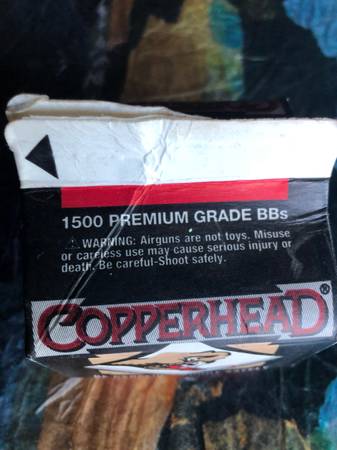 1500 PREMIUM GRADE BBs
⚠ WARNING: Airguns are not toys. Misuse
or careless use may cause serious injury or
death. Be careful-Shoot safely.
COPPERHEAD®